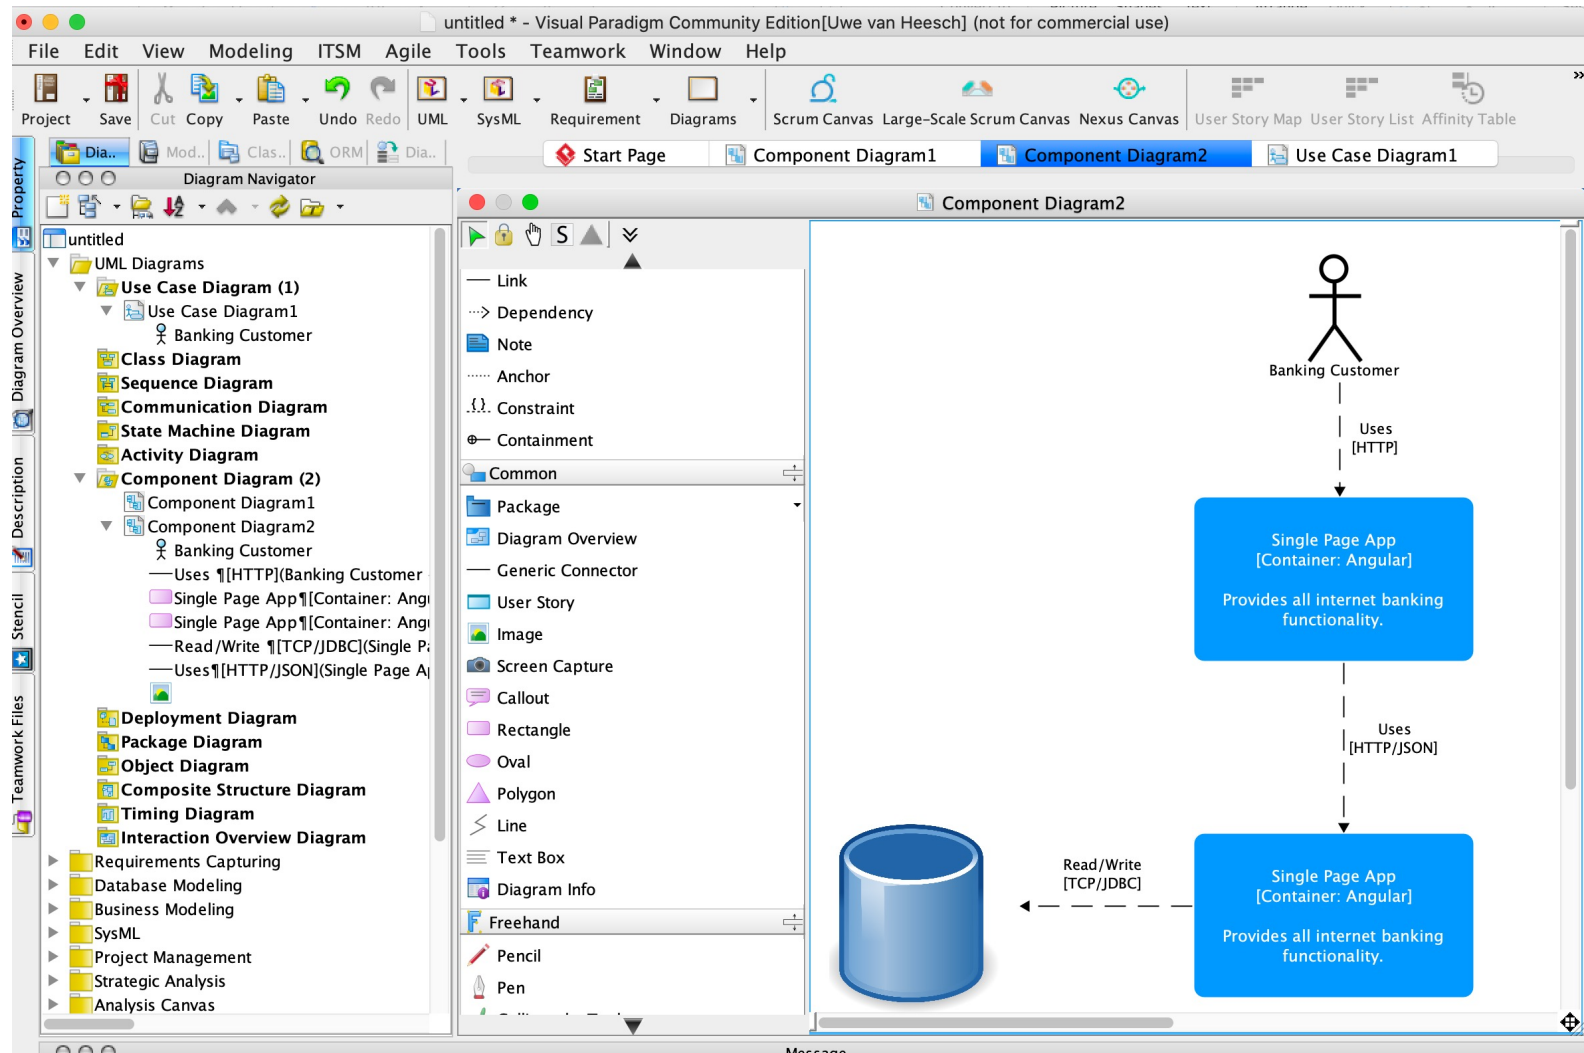 untitled * - Visual Paradigm Community Edition[Uwe van Heesch] (not for commercial use)
File Edit View Modeling ITSM Agile Tools Teamwork Window Help
Project Save Cut Copy Paste Undo Redo UML SysML Requirement Diagrams Scrum Canvas Large-Scale Scrum Canvas Nexus Canvas User Story Map User Story List Affinity Table
Dia.. Mod.. Clas.. ORM Dia..
Start Page Component Diagram1 Component Diagram2 Use Case Diagram1
Property
Diagram Overview
Description
Stencil
Teamwork Files
Diagram Navigator
untitled
UML Diagrams
Use Case Diagram (1)
Use Case Diagram1
Banking Customer
Class Diagram
Sequence Diagram
Communication Diagram
State Machine Diagram
Activity Diagram
Component Diagram (2)
Component Diagram1
Component Diagram2
Banking Customer
Uses ¶[HTTP](Banking Customer
Single Page App¶[Container: Angu
Single Page App¶[Container: Angu
Read/Write ¶[TCP/JDBC](Single Pa
Uses¶[HTTP/JSON](Single Page Ap
Deployment Diagram
Package Diagram
Object Diagram
Composite Structure Diagram
Timing Diagram
Interaction Overview Diagram
Requirements Capturing
Database Modeling
Business Modeling
SysML
Project Management
Strategic Analysis
Analysis Canvas
Component Diagram2
S
Link
Dependency
Note
Anchor
{} Constraint
Containment
Common
Package
Diagram Overview
Generic Connector
User Story
Image
Screen Capture
Callout
Rectangle
Oval
Polygon
Line
Text Box
Diagram Info
Freehand
Pencil
Pen
Banking Customer
Uses
[HTTP]
Single Page App
[Container: Angular]
Provides all internet banking
functionality.
Uses
[HTTP/JSON]
Read/Write
[TCP/JDBC]
Single Page App
[Container: Angular]
Provides all internet banking
functionality.
Message